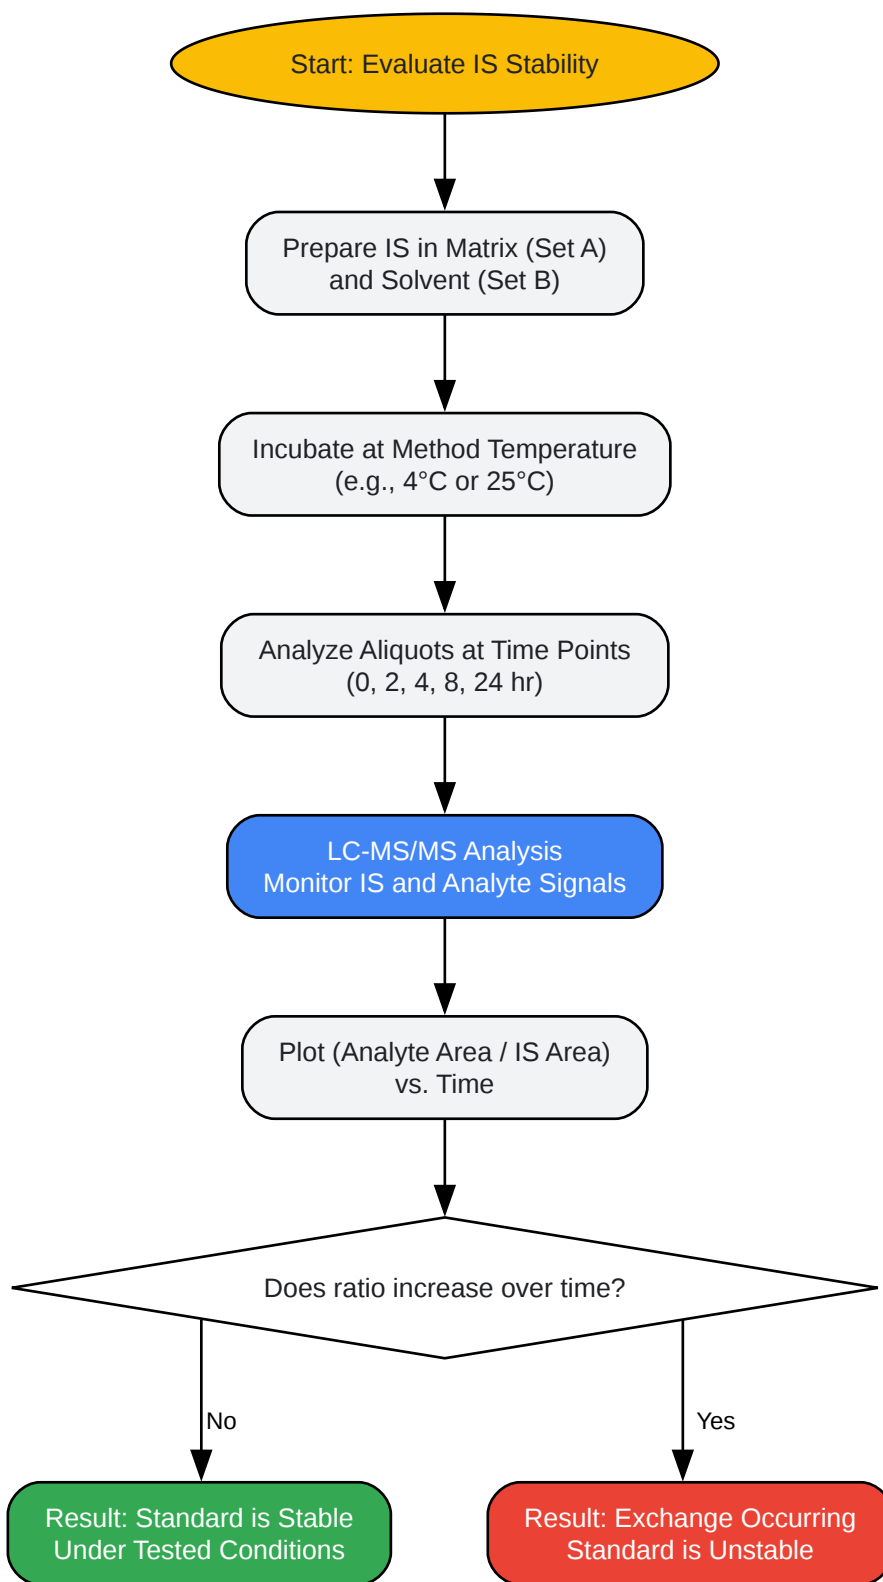 Start: Evaluate IS Stability
Prepare IS in Matrix (Set A)
and Solvent (Set B)
Incubate at Method Temperature
(e.g., 4°C or 25°C)
Analyze Aliquots at Time Points
(0, 2, 4, 8, 24 hr)
LC-MS/MS Analysis
Monitor IS and Analyte Signals
Plot (Analyte Area / IS Area)
vs. Time
Does ratio increase over time?
No
Yes
Result: Standard is Stable
Under Tested Conditions
Result: Exchange Occurring
Standard is Unstable